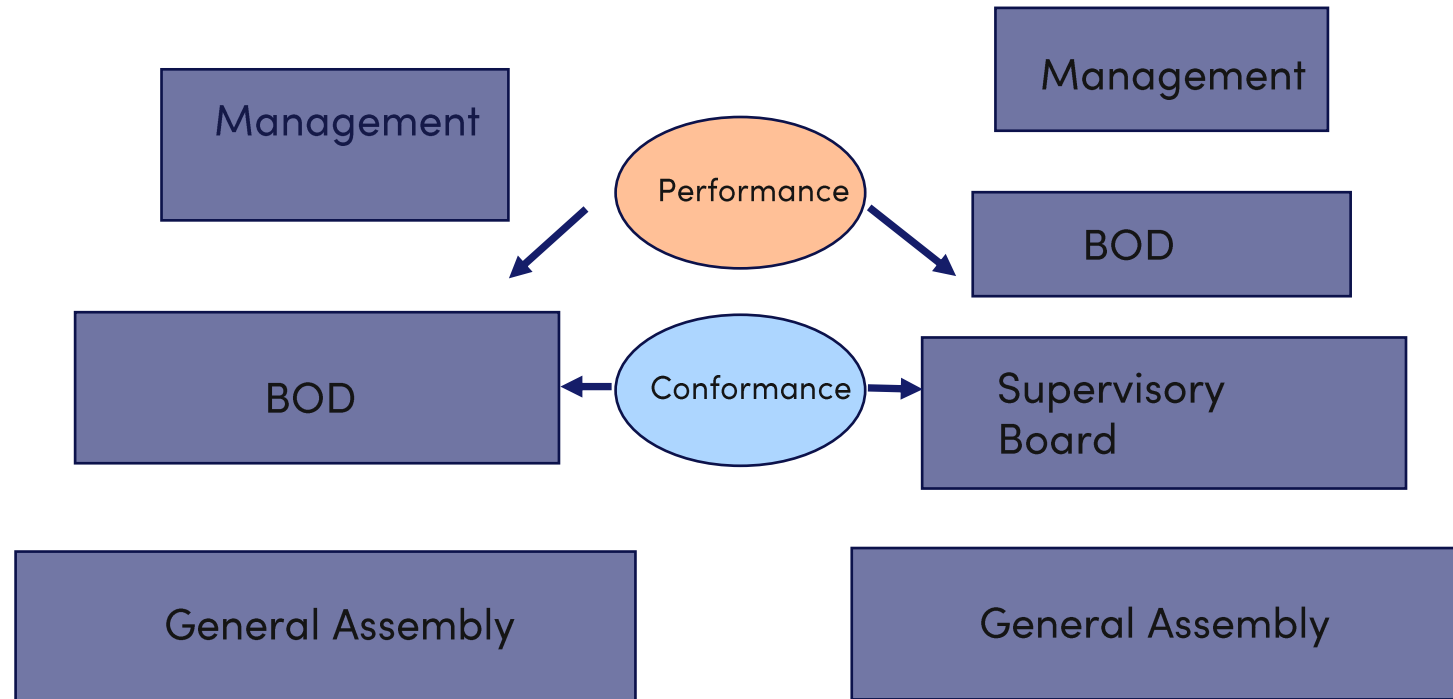 Management
Management
Performance
BOD
BOD
Conformance
Supervisory
Board
General Assembly
General Assembly